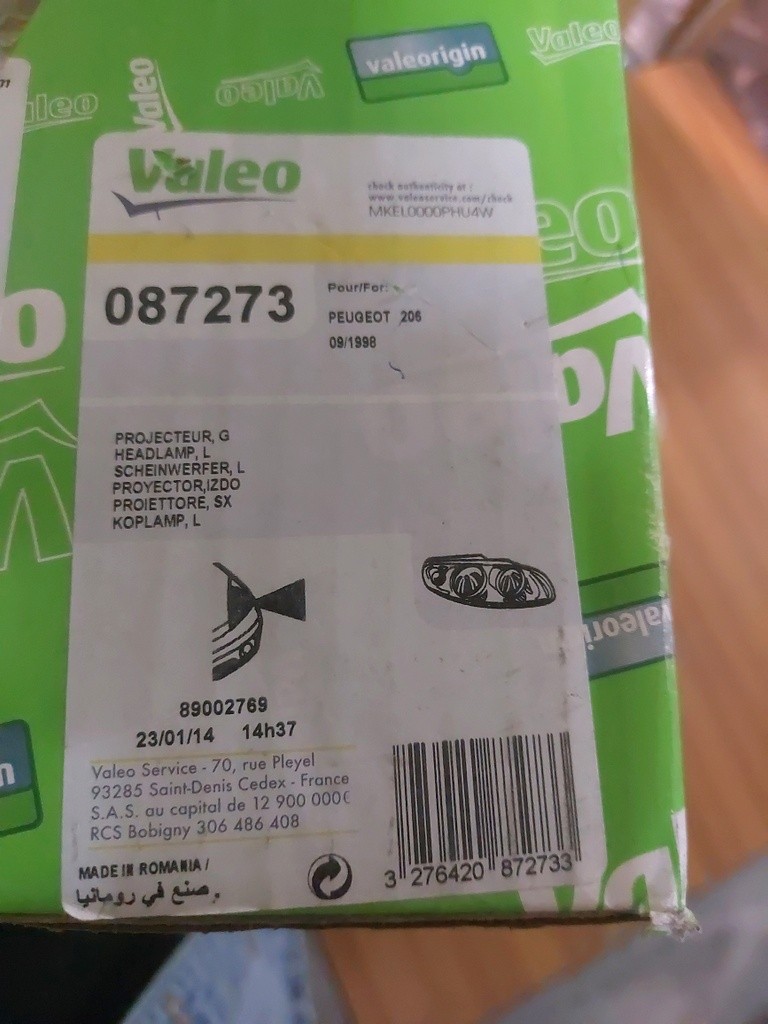 valeorigin
Valeo
Valeo
Valeo
Valeo
check authenticity at :
www.valeoservice.com/check
MKEL0000PHU4W
087273
Pour/For:
PEUGEOT 206
09/1998
PROJECTEUR, G
HEADLAMP, L
SCHEINWERFER, L
PROYECTOR,IZDO
PROIETTORE, SX
KOPLAMP, L
89002769
23/01/14 14h37
Valeo Service - 70, rue Pleyel
93285 Saint-Denis Cedex - France
S.A.S. au capital de 12 900 000€
RCS Bobigny 306 486 408
MADE IN ROMANIA /
صنع في رومانيا.
3 276420 872733